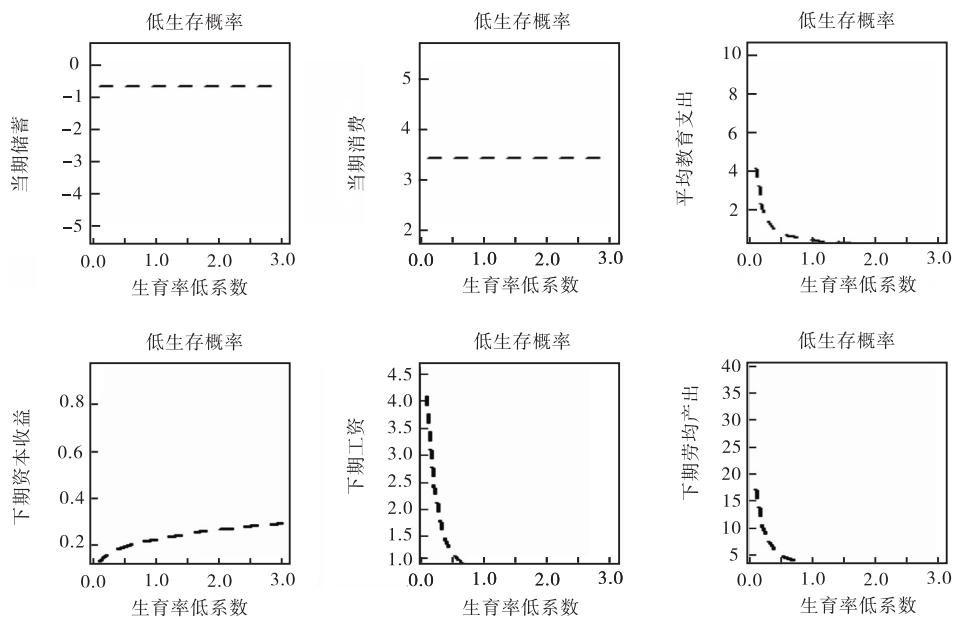 低生存概率
当期储蓄
0
-1
-2
-3
-4
-5
0.0 1.0 2.0 3.0
生育率低系数
低生存概率
当期消费
5
4
3
2
0.0 1.0 2.0 3.0
生育率低系数
低生存概率
平均教育支出
10
8
6
4
2
0.0 1.0 2.0 3.0
生育率低系数
低生存概率
下期资本收益
0.8
0.6
0.4
0.2
0.0 1.0 2.0 3.0
生育率低系数
低生存概率
下期工资
4.5
4.0
3.5
3.0
2.5
2.0
1.5
1.0
0.0 1.0 2.0 3.0
生育率低系数
低生存概率
下期劳均产出
40
35
30
25
20
15
10
5
0.0 1.0 2.0 3.0
生育率低系数